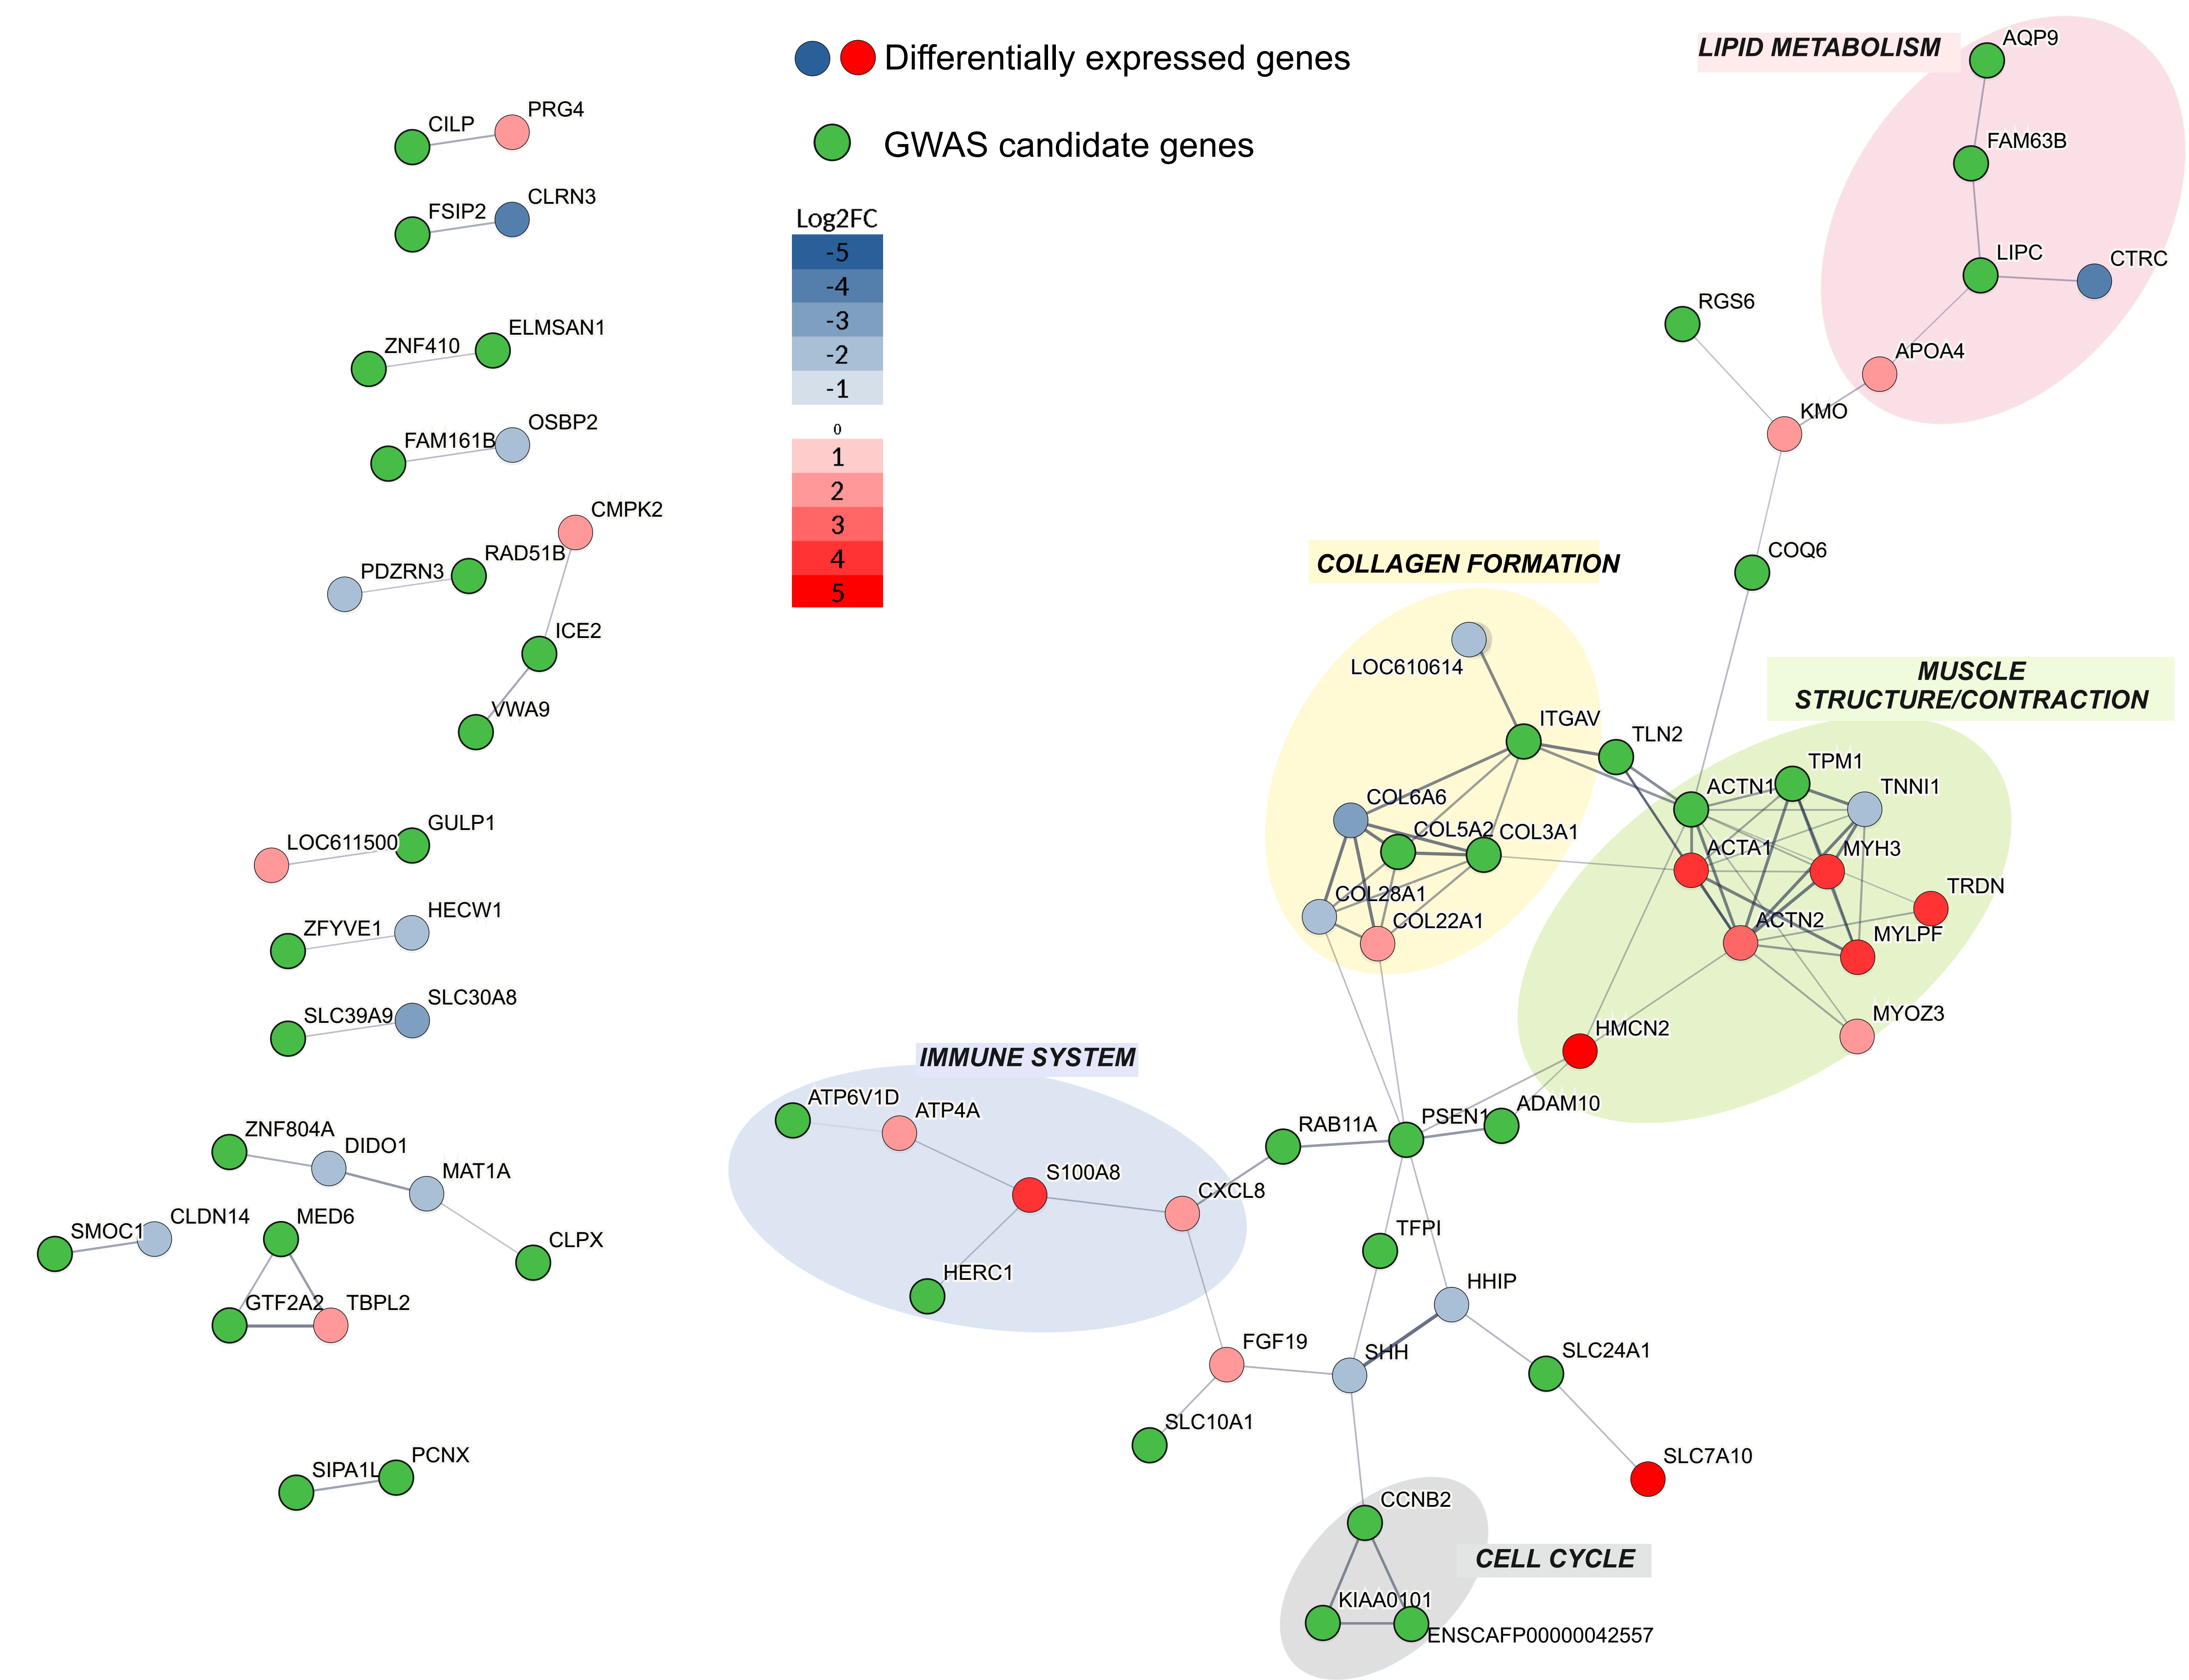 Differentially expressed genes
GWAS candidate genes
Log2FC
-5
-4
-3
-2
-1
0
1
2
3
4
5
CILP
PRG4
FSIP2
CLRN3
ZNF410
ELMSAN1
FAM161B
OSBP2
CMPK2
PDZRN3
RAD51B
ICE2
VWA9
LOC611500
GULP1
ZFYVE1
HECW1
SLC39A9
SLC30A8
ZNF804A
DIDO1
MAT1A
SMOC1
CLDN14
MED6
CLPX
GTF2A2
TBPL2
SIPA1L
PCNX
LIPID METABOLISM
AQP9
FAM63B
LIPC
CTRC
RGS6
APOA4
KMO
COQ6
COLLAGEN FORMATION
LOC610614
ITGAV
TLN2
COL6A6
COL5A2
COL3A1
COL28A1
COL22A1
MUSCLE
STRUCTURE/CONTRACTION
TPM1
ACTN1
TNNI1
ACTA1
MYH3
TRDN
ACTN2
MYLPF
MYOZ3
HMCN2
IMMUNE SYSTEM
ATP6V1D
ATP4A
RAB11A
PSEN1
ADAM10
S100A8
CXCL8
HERC1
TFPI
HHIP
FGF19
SHH
SLC24A1
SLC10A1
SLC7A10
CCNB2
CELL CYCLE
KIAA0101
ENSCAFP00000042557